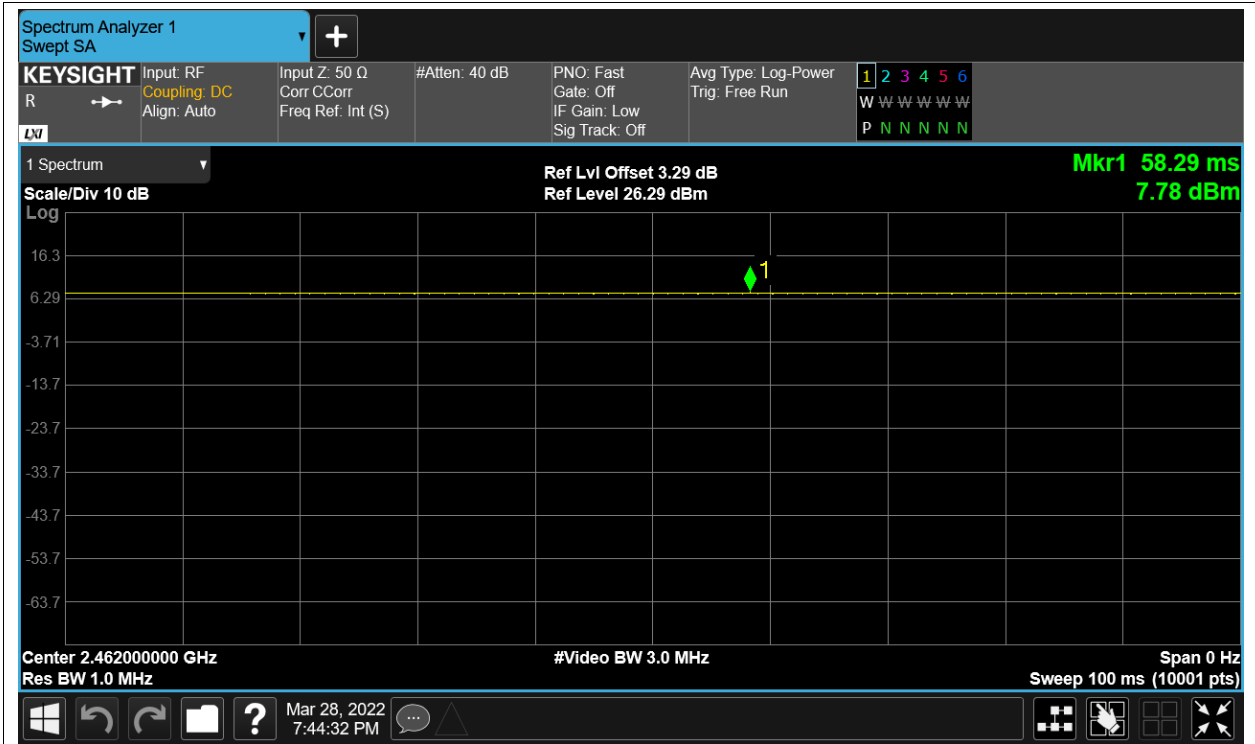 Spectrum Analyzer 1
Swept SA
+
KEYSIGHT
R
LXI
Input: RF
Coupling: DC
Align: Auto
Input Z: 50 Ω
Corr CCorr
Freq Ref: Int (S)
#Atten: 40 dB
PNO: Fast
Gate: Off
IF Gain: Low
Sig Track: Off
Avg Type: Log-Power
Trig: Free Run
1 2 3 4 5 6
W W W W W W
P N N N N N
1 Spectrum
Scale/Div 10 dB
Log
Ref Lvl Offset 3.29 dB
Ref Level 26.29 dBm
Mkr1 58.29 ms
7.78 dBm
1
16.3
6.29
-3.71
-13.7
-23.7
-33.7
-43.7
-53.7
-63.7
Center 2.462000000 GHz
Res BW 1.0 MHz
#Video BW 3.0 MHz
Span 0 Hz
Sweep 100 ms (10001 pts)
?
Mar 28, 2022
7:44:32 PM